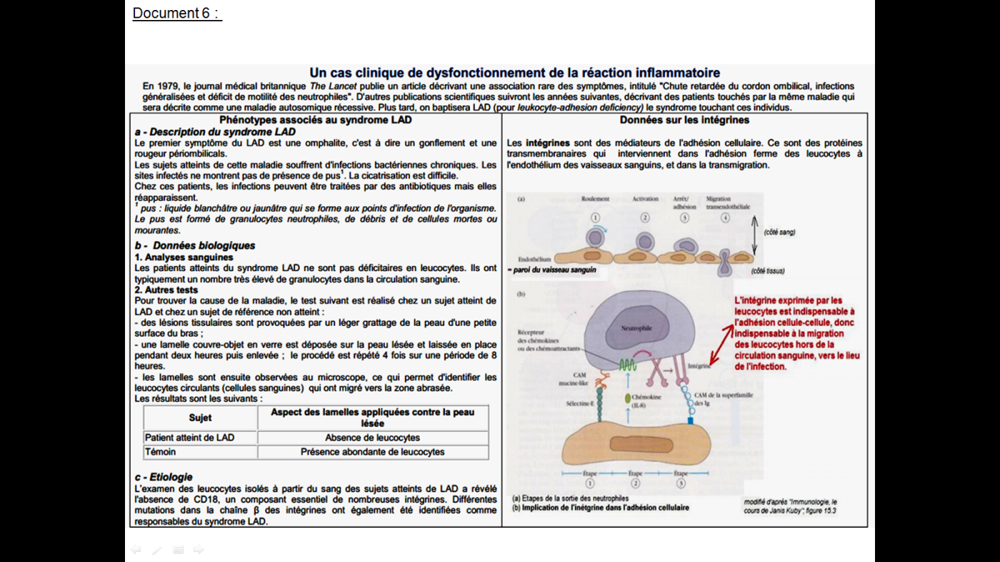 Document 6 :
Un cas clinique de dysfonctionnement de la réaction inflammatoire
En 1979, le journal médical britannique The Lancet publie un article décrivant une association rare des symptômes, intitulé "Chute retardée du cordon ombilical, infections
généralisées et déficit de motilité des neutrophiles". D'autres publications scientifiques suivront les années suivantes, décrivant des patients touchés par la même maladie qui
sera décrite comme une maladie autosomique récessive. Plus tard, on baptisera LAD (pour leukocyte-adhesion deficiency) le syndrome touchant ces individus.
Phénotypes associés au syndrome LAD
a - Description du syndrome LAD
Le premier symptôme du LAD est une omphalite, c'est à dire un gonflement et une
rougeur périombilicals.
Les sujets atteints de cette maladie souffrent d'infections bactériennes chroniques. Les
sites infectés ne montrent pas de présence de pus1. La cicatrisation est difficile.
Chez ces patients, les infections peuvent être traitées par des antibiotiques mais elles
réapparaissent.
1 pus : liquide blanchâtre ou jaunâtre qui se forme aux points d'infection de l'organisme.
Le pus est formé de granulocytes neutrophiles, de débris et de cellules mortes ou
mourantes.
b - Données biologiques
1. Analyses sanguines
Les patients atteints du syndrome LAD ne sont pas déficitaires en leucocytes. Ils ont
typiquement un nombre très élevé de granulocytes dans la circulation sanguine.
2. Autres tests
Pour trouver la cause de la maladie, le test suivant est réalisé chez un sujet atteint de
LAD et chez un sujet de référence non atteint :
- des lésions tissulaires sont provoquées par un léger grattage de la peau d'une petite
surface du bras ;
- une lamelle couvre-objet en verre est déposée sur la peau lésée et laissée en place
pendant deux heures puis enlevée ; le procédé est répété 4 fois sur une période de 8
heures.
- les lamelles sont ensuite observées au microscope, ce qui permet d'identifier les
leucocytes circulants (cellules sanguines) qui ont migré vers la zone abrasée.
Les résultats sont les suivants :
Sujet
Aspect des lamelles appliquées contre la peau
lésée
Patient atteint de LAD
Absence de leucocytes
Témoin
Présence abondante de leucocytes
c - Etiologie
L'examen des leucocytes isolés à partir du sang des sujets atteints de LAD a révélé
l'absence de CD18, un composant essentiel de nombreuses intégrines. Différentes
mutations dans la chaîne β des intégrines ont également été identifiées comme
responsables du syndrome LAD.
Données sur les intégrines
Les intégrines sont des médiateurs de l'adhésion cellulaire. Ce sont des protéines
transmembranaires qui interviennent dans l'adhésion ferme des leucocytes à
l'endothélium des vaisseaux sanguins, et dans la transmigration.
(a)
Roulement
Activation
Arrêt/
adhésion
Migration
transendothéliale
1
2
3
4
(côté sang)
Endothélium
= paroi du vaisseau sanguin
(côté tissus)
(b)
Neutrophile
Récepteur
des chémokines
ou des chémoattractants
Intégrine
CAM
mucine-like
Sélectine-E
Chémokine
(IL-8)
CAM de la superfamille
des Ig
L'intégrine exprimée par les
leucocytes est indispensable à
l'adhésion cellule-cellule, donc
indispensable à la migration
des leucocytes hors de la
circulation sanguine, vers le lieu
de l'infection.
Étape
Étape
Étape
1
2
3
(a) Etapes de la sortie des neutrophiles
(b) Implication de l'inétgrine dans l'adhésion cellulaire
modifié d'aprés "Immunologie, le
cours de Janis Kuby"; figure 15.3